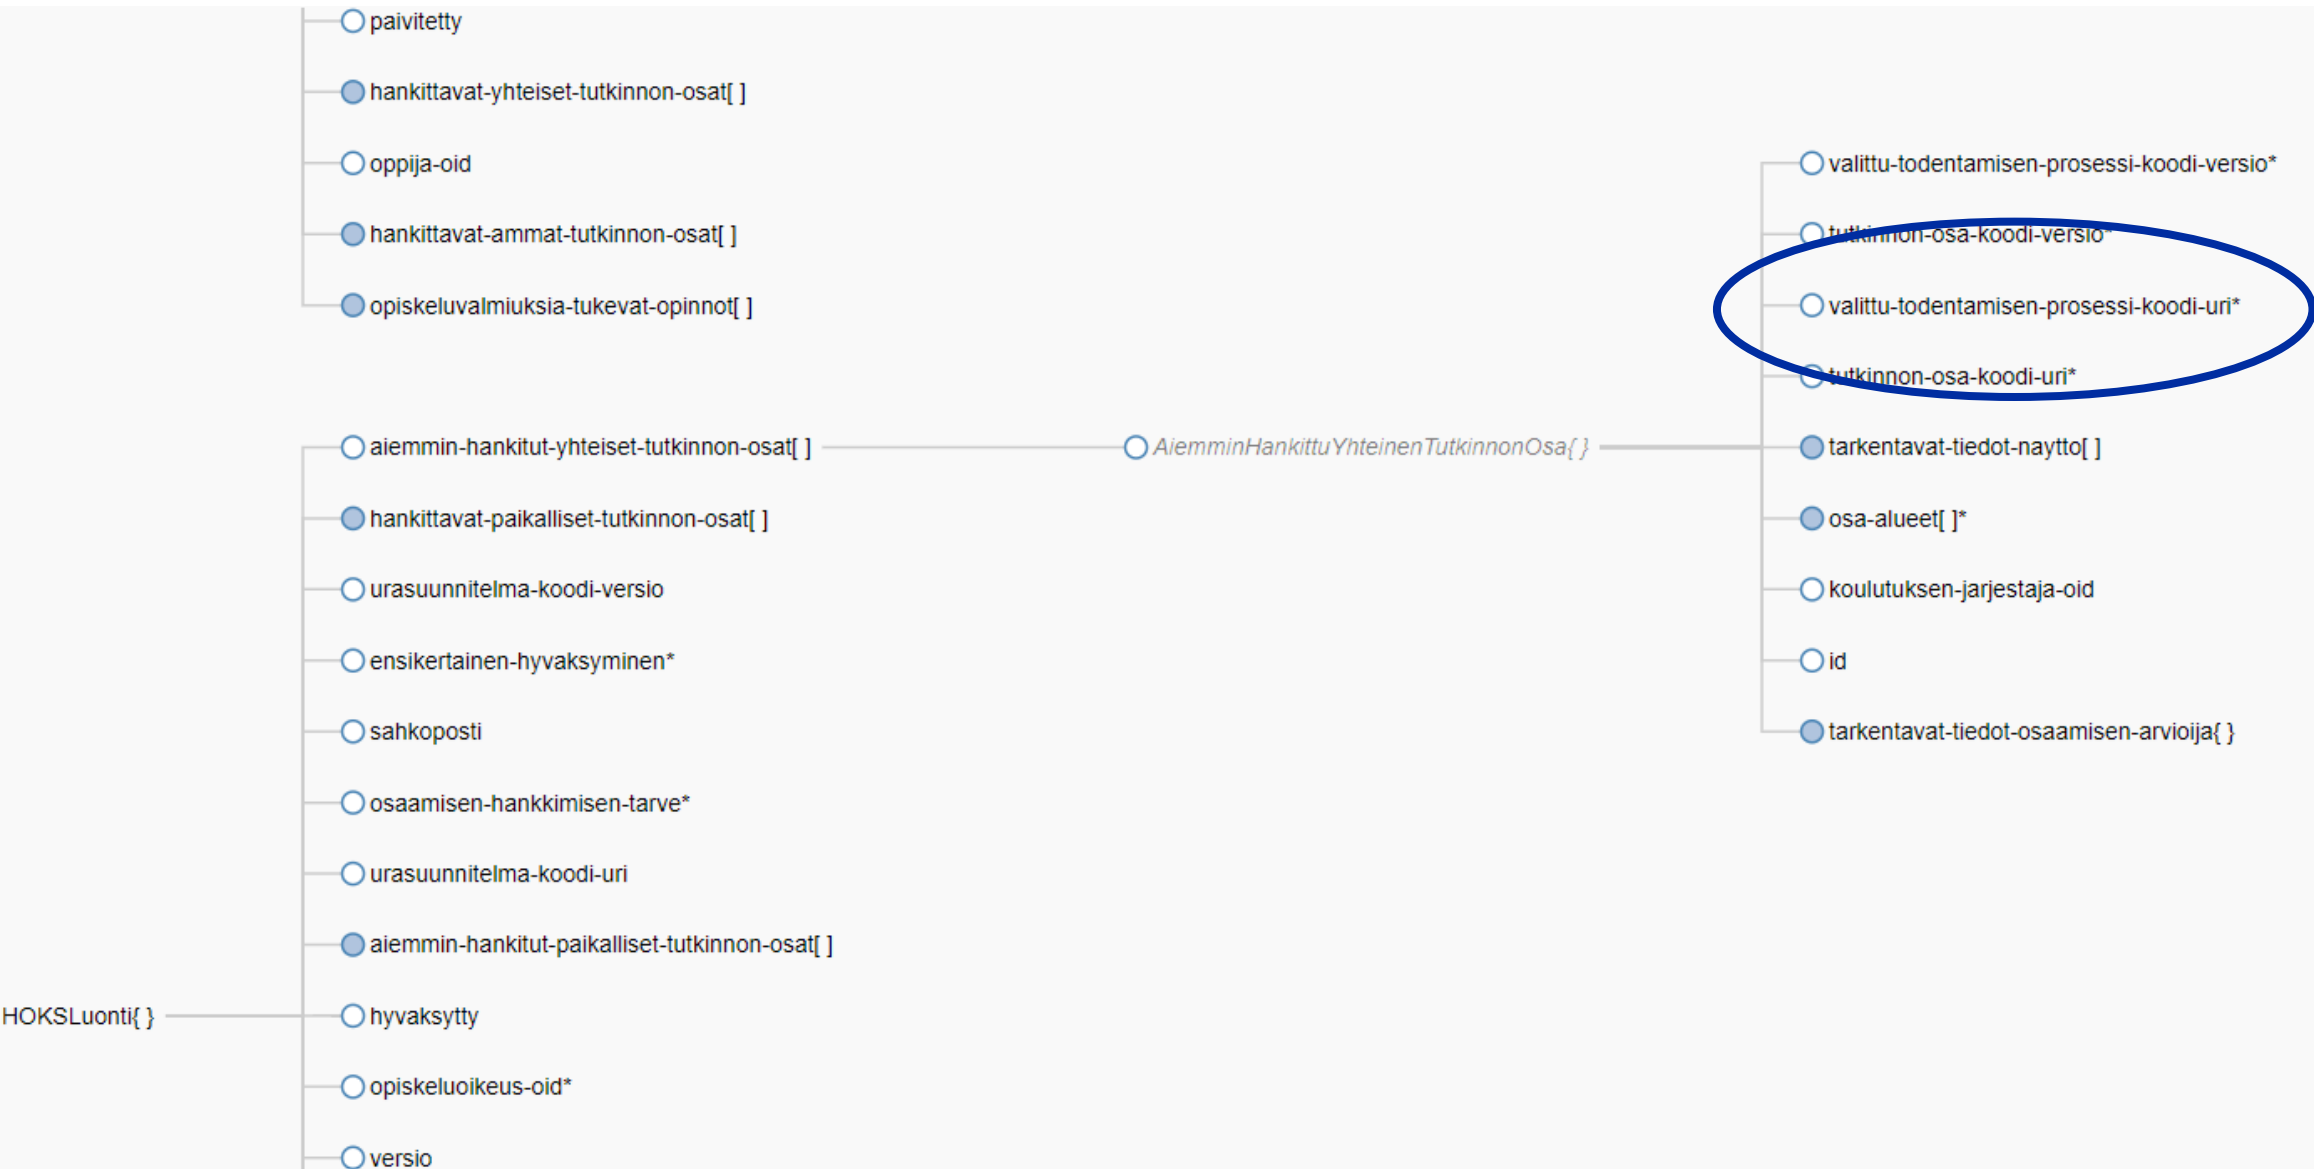 paivitetty
hankittavat-yhteiset-tutkinnon-osat[ ]
oppija-oid
hankittavat-ammat-tutkinnon-osat[ ]
opiskeluvalmiuksia-tukevat-opinnot[ ]
aiemmin-hankitut-yhteiset-tutkinnon-osat[ ]
hankittavat-paikalliset-tutkinnon-osat[ ]
urasuunnitelma-koodi-versio
ensikertainen-hyvaksyminen*
sahkoposti
osaamisen-hankkimisen-tarve*
urasuunnitelma-koodi-uri
aiemmin-hankitut-paikalliset-tutkinnon-osat[ ]
HOKSLuonti{ }
hyvaksytty
opiskeluoikeus-oid*
versio
AiemminHankittuYhteinenTutkinnonOsa{ }
valittu-todentamisen-prosessi-koodi-versio*
tutkinnon-osa-koodi-versio*
valittu-todentamisen-prosessi-koodi-uri*
tutkinnon-osa-koodi-uri*
tarkentavat-tiedot-naytto[ ]
osa-alueet[ ]*
koulutuksen-jarjestaja-oid
id
tarkentavat-tiedot-osaamisen-arvioija{ }